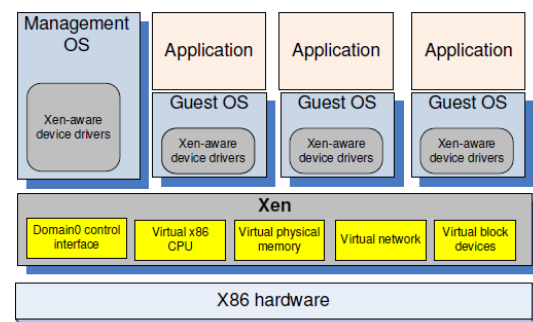 Management
OS
Xen-aware
device drivers
Application
Application
Application
Guest OS
Guest OS
Guest OS
Xen-aware
device drivers
Xen-aware
device drivers
Xen-aware
device drivers
Xen
Domain0 control
interface
Virtual x86
CPU
Virtual physical
memory
Virtual network
Virtual block
devices
X86 hardware